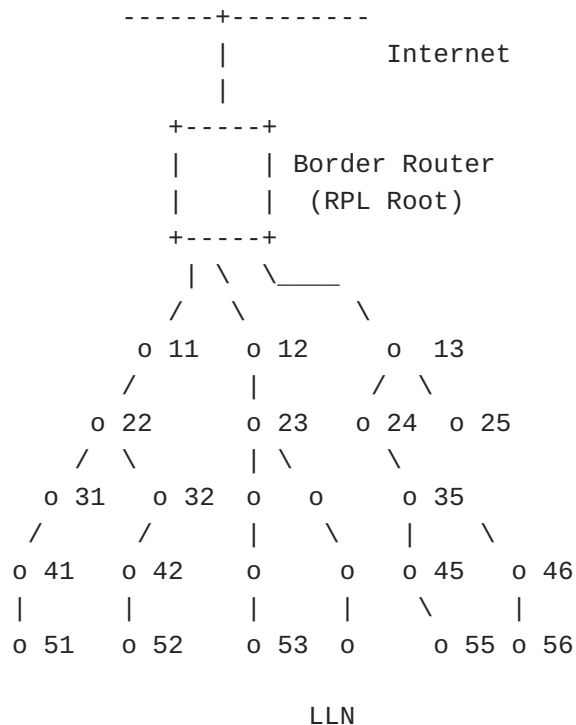 ------+---------
| Internet
|
+-----+
| | Border Router
| | (RPL Root)
+-----+
| \ \____
/ \ \
o 11 o 12 o 13
/ | / \
o 22 o 23 o 24 o 25
/ \ | \ \
o 31 o 32 o o o 35
/ / | \ | \
o 41 o 42 o o o 45 o 46
| | | | \ |
o 51 o 52 o 53 o o 55 o 56
LLN